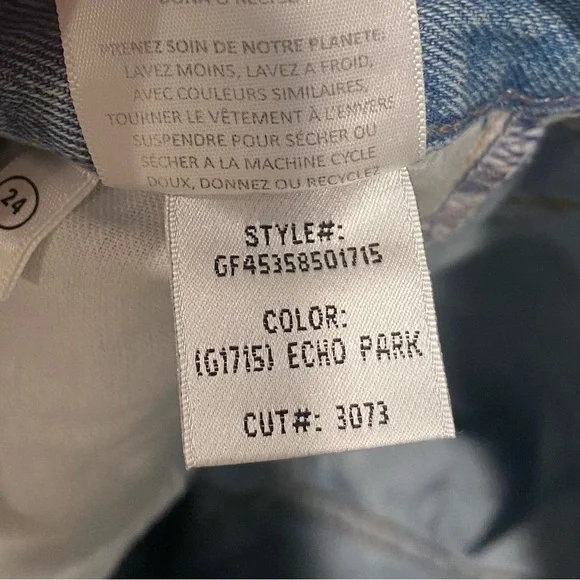 PRENEZ SOIN DE NOTRE PLANETE:
LAVEZ MOINS, LAVEZ A FROID,
AVEC COULEURS SIMILAIRES,
TOURNER LE VÊTEMENT À L'ENVERS
SUSPENDRE POUR SÉCHER OU
SÉCHER A LA MACHINE CYCLE
DOUX, DONNEZ OU RECYCLEZ
24
STYLE#:
GF45358501715
COLOR:
(G1715) ECHO PARK
CUT#: 3073